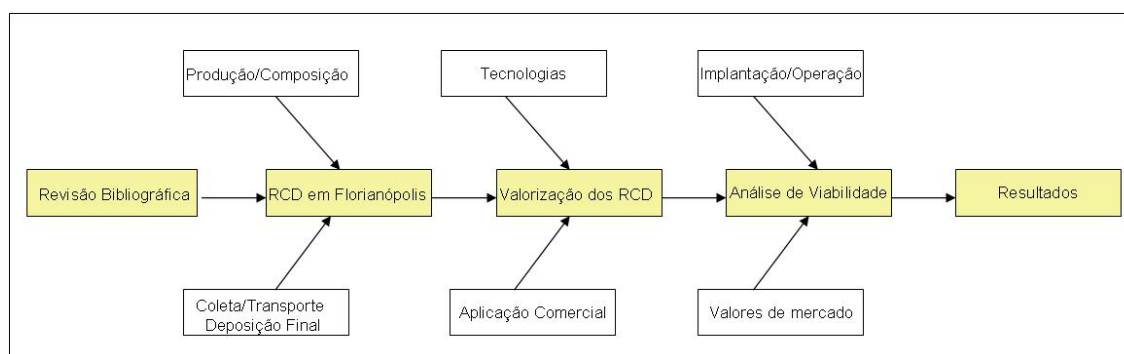 Produção/Composição
Tecnologias
Implantação/Operação
Revisão Bibliográfica
RCD em Florianópolis
Valorização dos RCD
Análise de Viabilidade
Resultados
Coleta/Transporte
Deposição Final
Aplicação Comercial
Valores de mercado